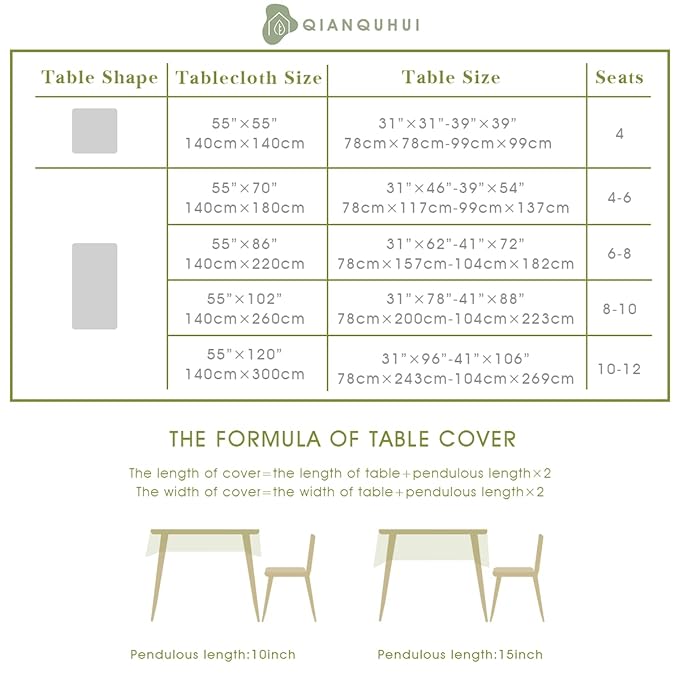 QIANQUHUI
Table Shape Tablecloth Size Table Size Seats
55"×55" 31"×31"-39"×39"
140cm×140cm 78cm×78cm-99cm×99cm 4
55"×70" 31"×46"-39"×54"
140cm×180cm 78cm×117cm-99cm×137cm 4-6
55"×86" 31"×62"-41"×72"
140cm×220cm 78cm×157cm-104cm×182cm 6-8
55"×102" 31"×78"-41"×88"
140cm×260cm 78cm×200cm-104cm×223cm 8-10
55"×120" 31"×96"-41"×106"
140cm×300cm 78cm×243cm-104cm×269cm 10-12
THE FORMULA OF TABLE COVER
The length of cover=the length of table+pendulous length×2
The width of cover=the width of table+pendulous length×2
Pendulous length:10inch Pendulous length:15inch